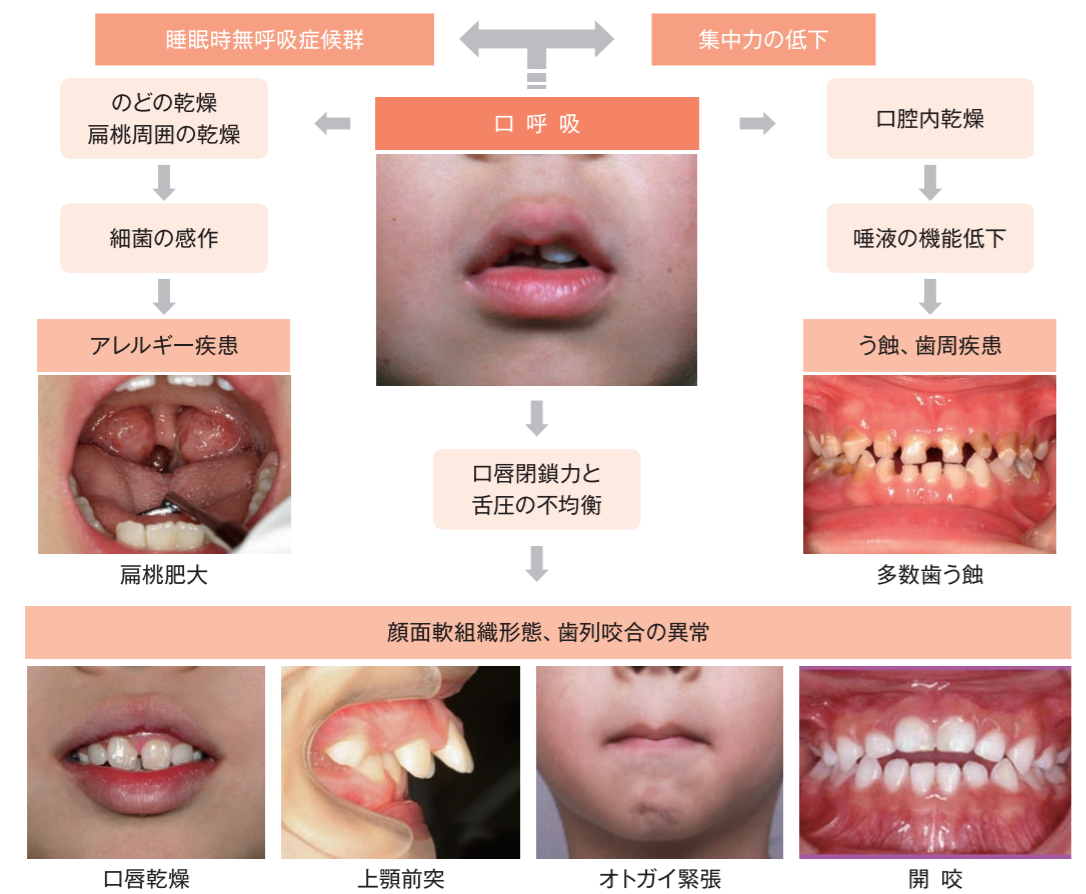 睡眠時無呼吸症候群
集中力の低下
のどの乾燥
扁桃周囲の乾燥
口呼吸
口腔内乾燥
細菌の感作
唾液の機能低下
アレルギー疾患
う蝕、歯周疾患
口唇閉鎖力と
舌圧の不均衡
扁桃肥大
多数歯う蝕
顔面軟組織形態、歯列咬合の異常
口唇乾燥
上顎前突
オトガイ緊張
開咬